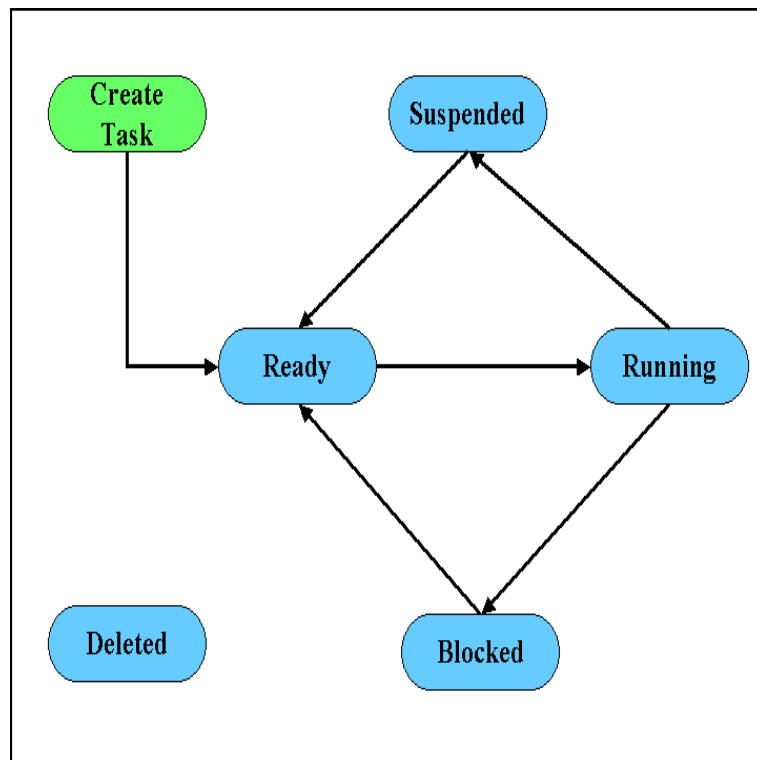 Create
Task
Suspended
Ready
Running
Deleted
Blocked